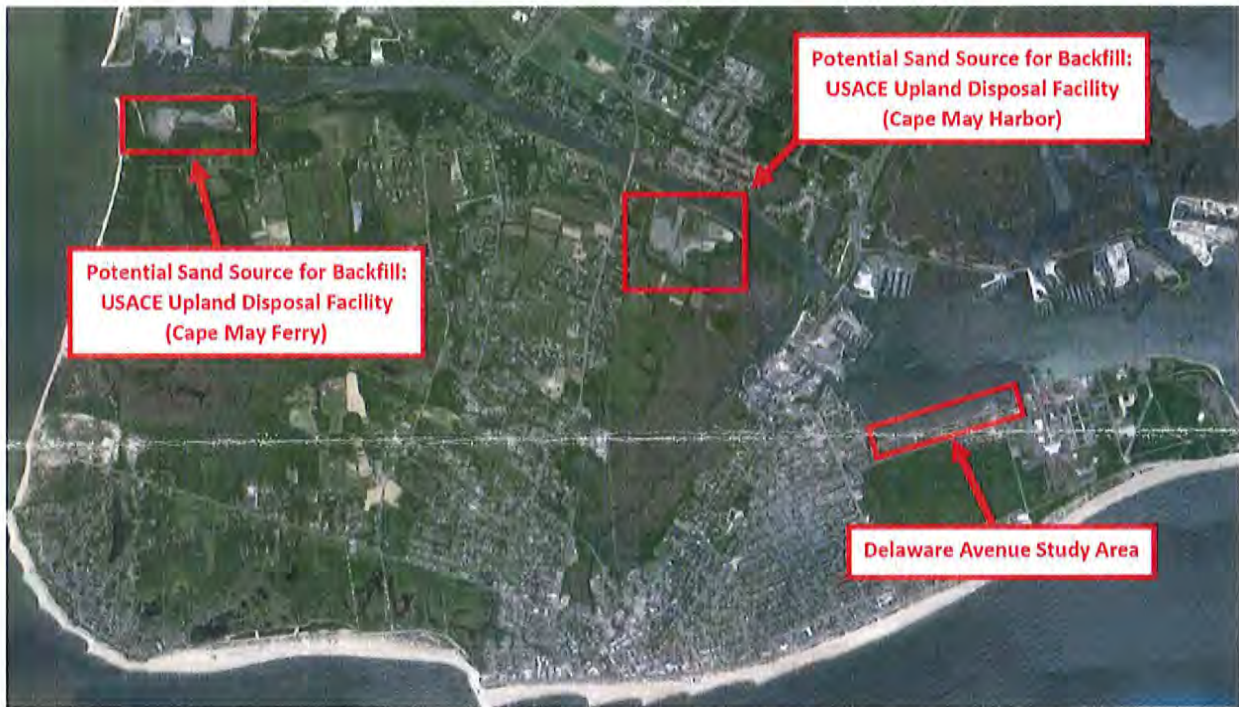 Potential Sand Source for Backfill:
USACE Upland Disposal Facility
(Cape May Harbor)
Potential Sand Source for Backfill:
USACE Upland Disposal Facility
(Cape May Ferry)
Delaware Avenue Study Area